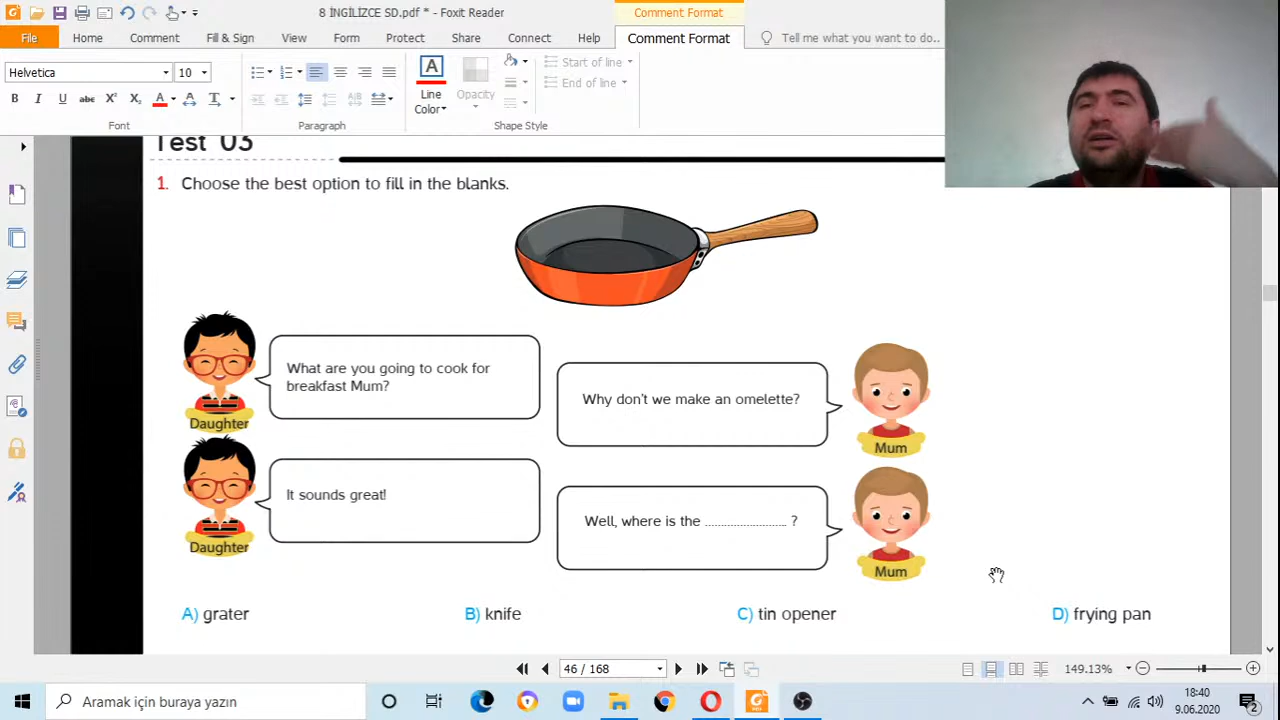 8 İNGİLİZCE SD.pdf * - Foxit Reader
Comment Format
File Home Comment Fill & Sign View Form Protect Share Connect Help Comment Format Tell me what you want to do..
Helvetica 10
Line Color
Opacity
Start of line
End of line
B I U abc X² X₂ A T
Font Paragraph Shape Style
Test 03
1. Choose the best option to fill in the blanks.
What are you going to cook for
breakfast Mum?
Daughter
Why don't we make an omelette?
Mum
It sounds great!
Daughter
Well, where is the ........................... ?
Mum
A) grater B) knife C) tin opener D) frying pan
46 / 168 149.13%
Aramak için buraya yazın
18:40
9.06.2020
2